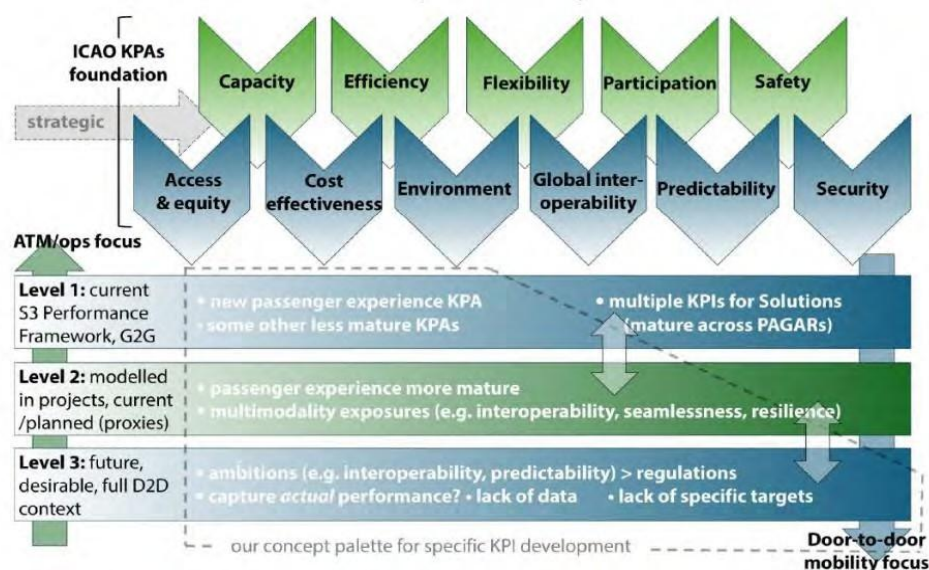 ICAO KPAs
foundation
Capacity
Efficiency
Flexibility
Participation
Safety
strategic
Access
& equity
Cost
effectiveness
Environment
Global inter-
operability
Predictability
Security
ATM/ops focus
Level 1: current
S3 Performance
Framework, G2G
• new passenger experience KPA
• some other less mature KPAs
• multiple KPIs for Solutions
(mature across PAGARs)
Level 2: modelled
in projects, current
/planned (proxies)
• passenger experience more mature
• multimodality exposures (e.g. interoperability, seamlessness, resilience)
Level 3: future,
desirable, full D2D
context
• ambitions (e.g. interoperability, predictability) > regulations
• capture actual performance? • lack of data • lack of specific targets
our concept palette for specific KPI development
Door-to-door
mobility focus